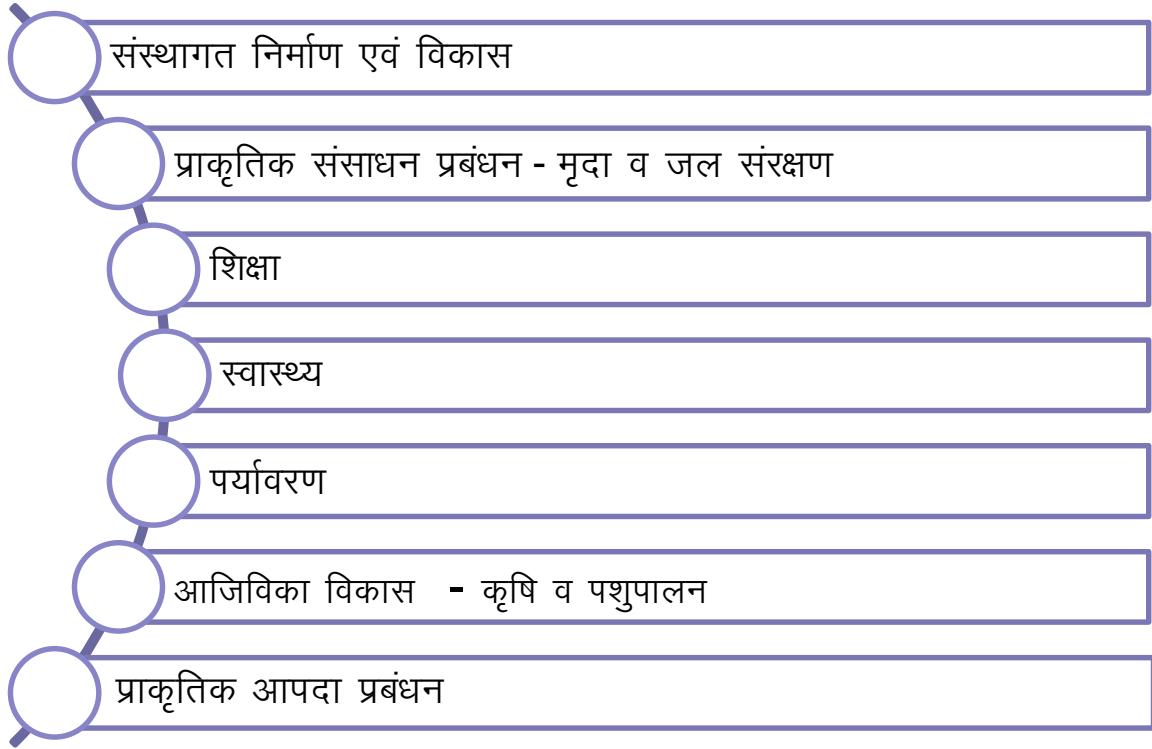 संस्थागत निर्माण एवं विकास
प्राकृतिक संसाधन प्रबंधन - मृदा व जल संरक्षण
शिक्षा
स्वास्थ्य
पर्यावरण
आजिविका विकास - कृषि व पशुपालन
प्राकृतिक आपदा प्रबंधन